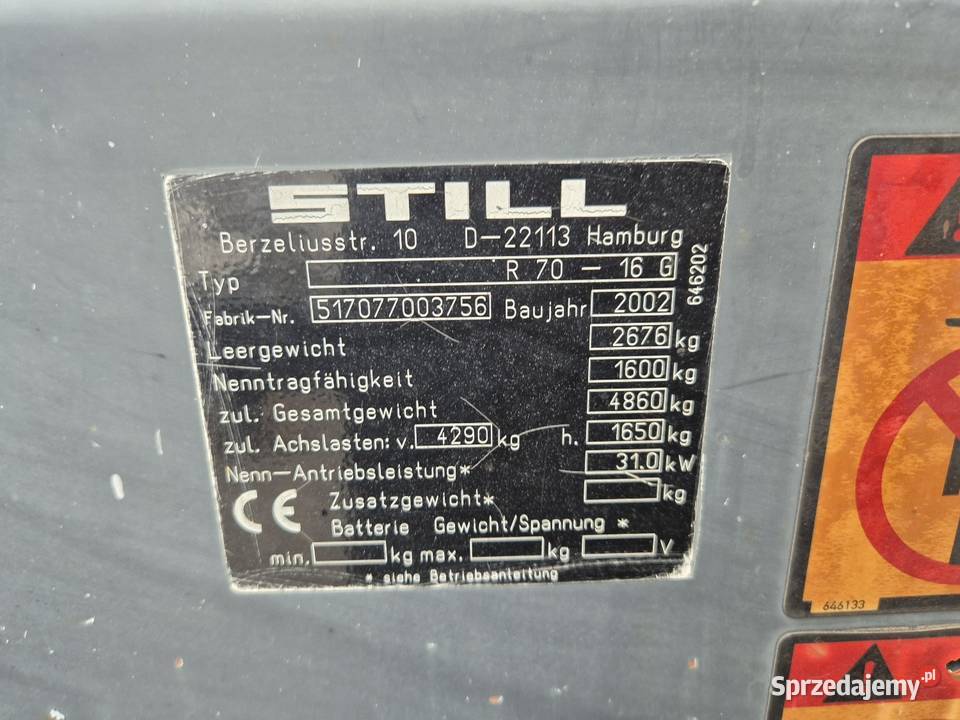 STILL
Berzeliusstr. 10 D-22113 Hamburg
Typ R 70 - 16 G
646202
Fabrik-Nr. 517077003756 Baujahr 2002
Leergewicht 2676 kg
Nenntragfähigkeit 1600 kg
zul. Gesamtgewicht 4860 kg
zul. Achslasten: v. 4290 kg h. 1650 kg
Nenn-Antriebsleistung* 31.0 kW
CE Zusatzgewicht* kg
Batterie Gewicht/Spannung *
min. kg max. kg V
* siehe Betriebsanleitung
646133
Sprzedajemy.pl